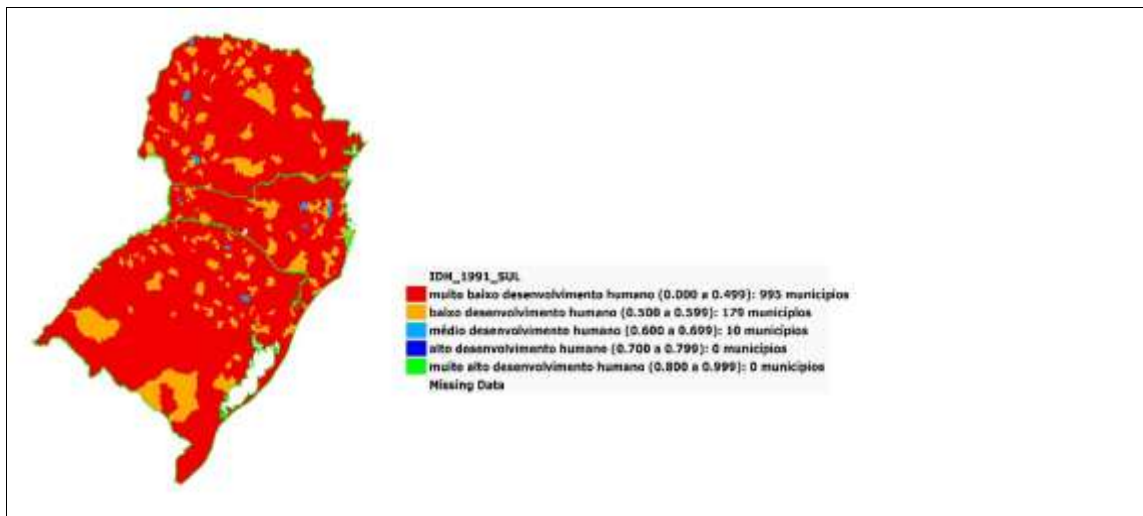 IDH_1991_SUL
muito baixo desenvolvimento humano (0.000 a 0.499): 995 municípios
baixo desenvolvimento humano (0.500 a 0.599): 179 municípios
médio desenvolvimento humano (0.600 a 0.699): 10 municípios
alto desenvolvimento humano (0.700 a 0.799): 0 municípios
muito alto desenvolvimento humano (0.800 a 0.999): 0 municípios
Missing Data